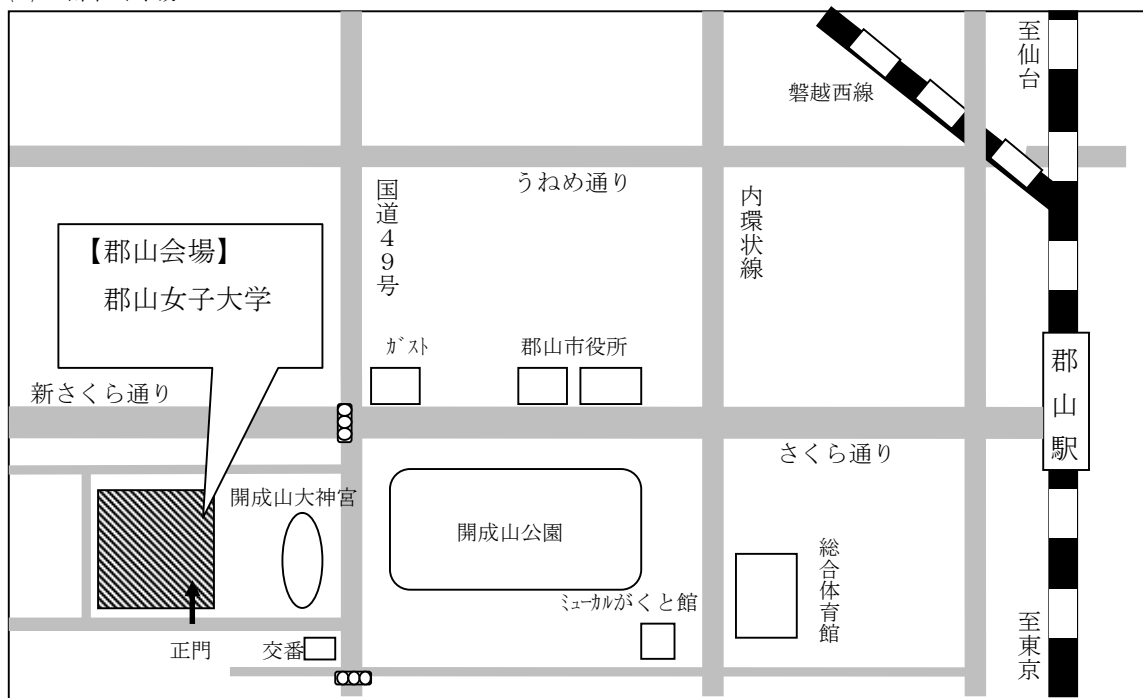 至仙台
磐越西線
うねめ通り
国道４９号
内環状線
【郡山会場】
郡山女子大学
ｶﾞｽﾄ
郡山市役所
郡山駅
新さくら通り
さくら通り
開成山大神宮
開成山公園
総合体育館
ﾐｭｰｶﾙがくと館
正門
交番
至東京